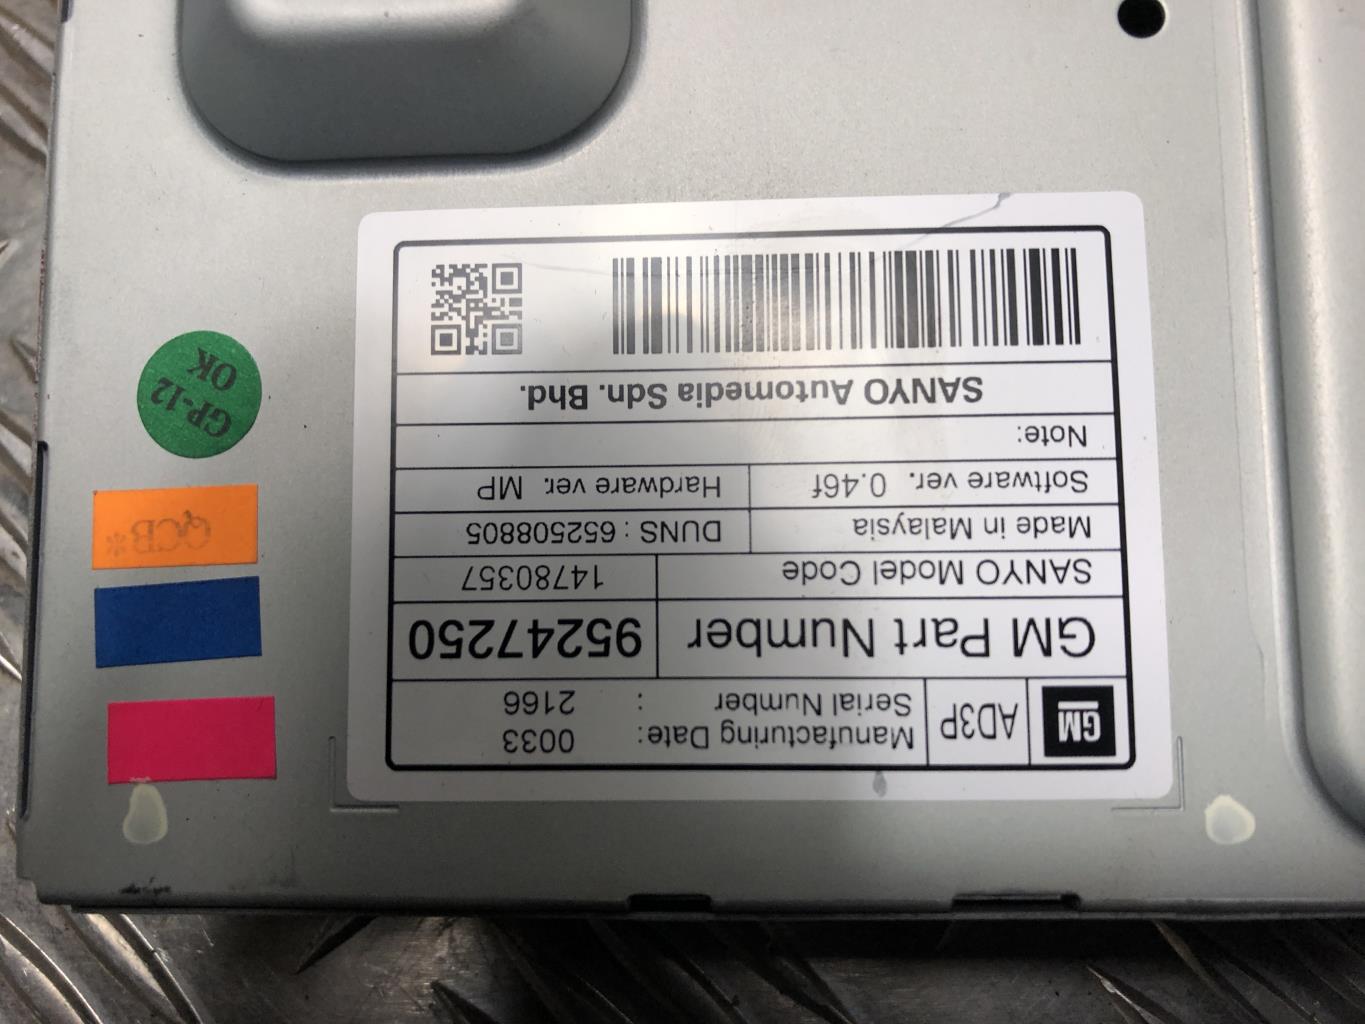 GM
AD3P
Manufacturing Date: 0033
Serial Number : 2166
GM Part Number 95247250
SANYO Model Code 14780357
Made in Malaysia DUNS : 652508805
Software ver. 0.46f Hardware ver. MP
Note:
SANYO Automedia Sdn. Bhd.
GP-12
OK
QCB*